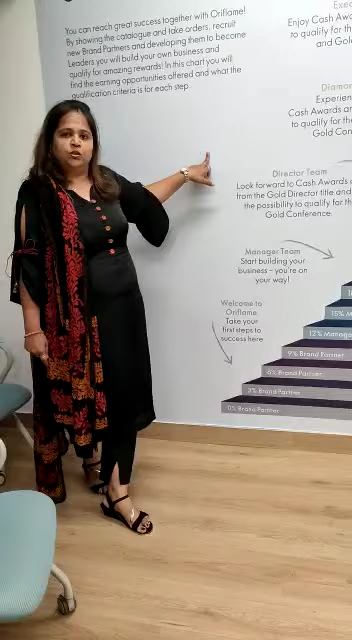 You can reach great success together with Oriflame!
By showing the catalogue and take orders, recruit
new Brand Partners and developing them to become
Leaders you will build your own business and
qualify for amazing rewards! In this chart you will
find the earning opportunities offered and what the
qualification criteria is for each step
Enjoy Cash Awards
to qualify for the
and Gold
Experien
Cash Awards an
to qualify for the
Gold Con
Director Team
Look forward to Cash Awards
from the Gold Director title and
the possibility to qualify for
Gold Conference.
Manager Team
Start building your
business – you're on
your way!
Welcome to
Oriflame
Take your
first steps to
success here
15% M
12% Manage
9% Brand Partner
6% Brand Partner
3% Brand Partner
0% Brand Partner